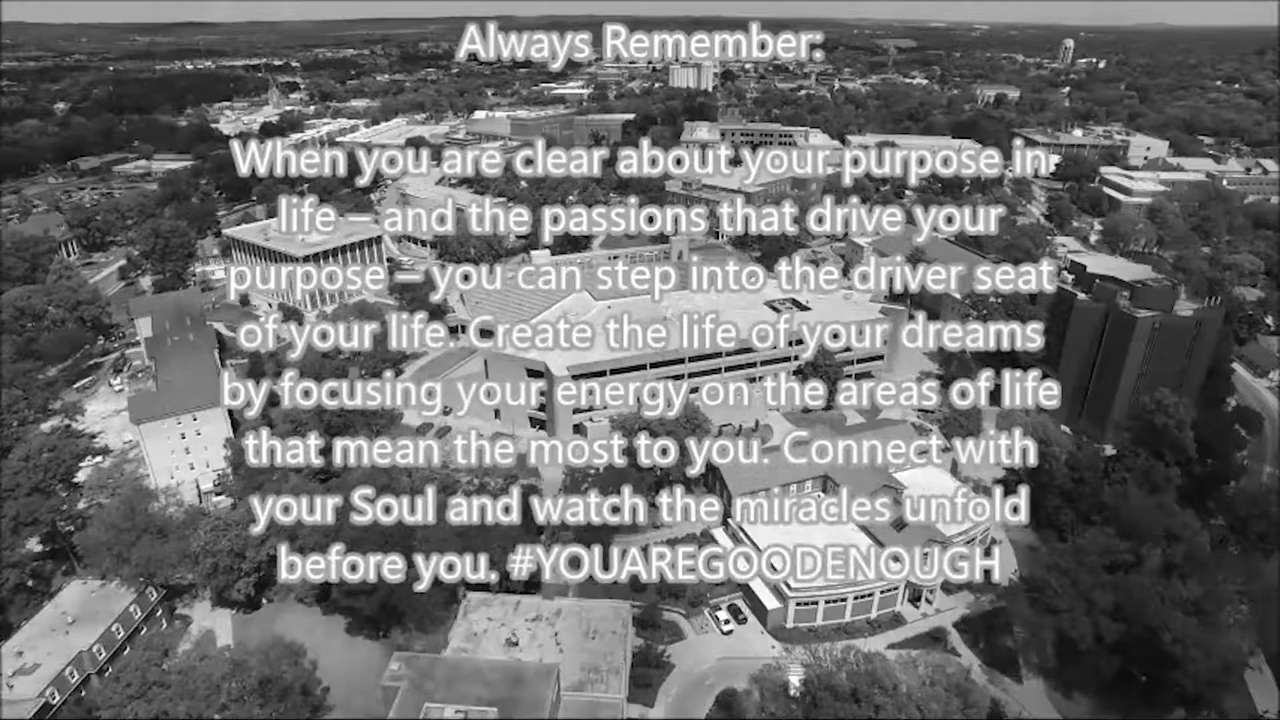 Always Remember:
When you are clear about your purpose in
life – and the passions that drive your
purpose – you can step into the driver seat
of your life. Create the life of your dreams
by focusing your energy on the areas of life
that mean the most to you. Connect with
your Soul and watch the miracles unfold
before you. #YOUAREGOODENOUGH